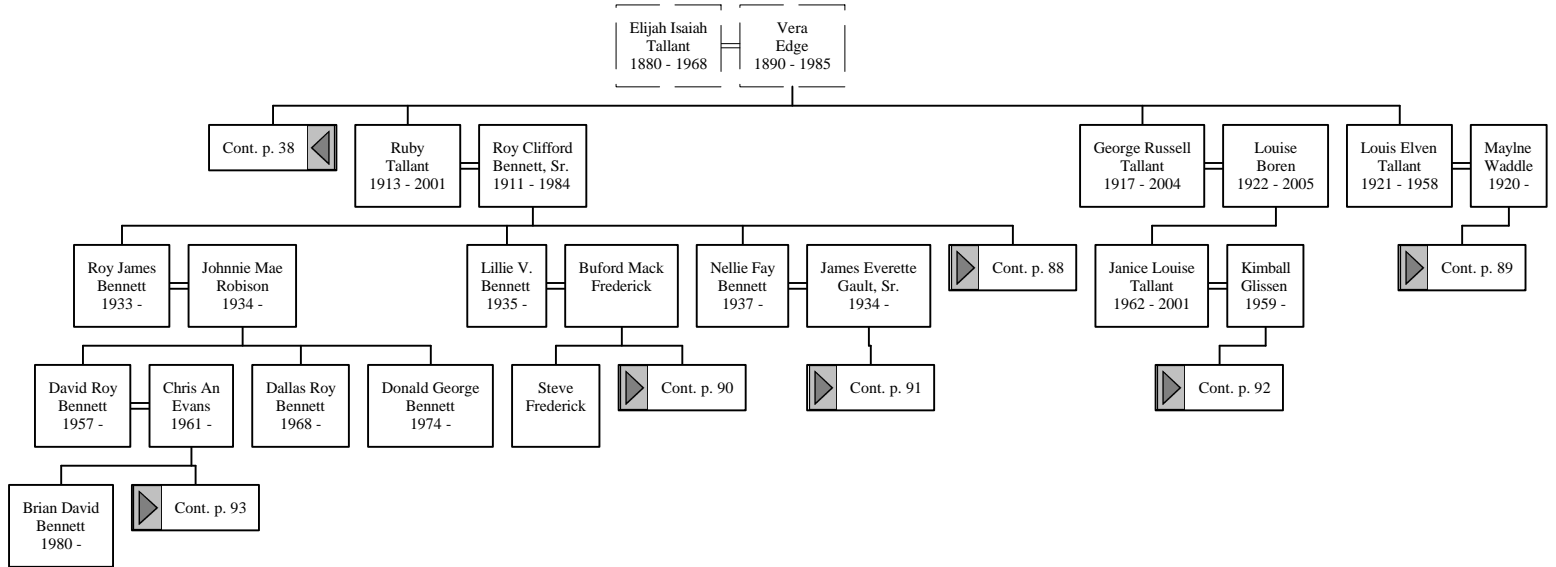 Elijah Isaiah
Tallant
1880 - 1968
Vera
Edge
1890 - 1985
Cont. p. 38
Ruby
Tallant
1913 - 2001
Roy Clifford
Bennett, Sr.
1911 - 1984
George Russell
Tallant
1917 - 2004
Louise
Boren
1922 - 2005
Louis Elven
Tallant
1921 - 1958
Maylne
Waddle
1920 -
Roy James
Bennett
1933 -
Johnnie Mae
Robison
1934 -
Lillie V.
Bennett
1935 -
Buford Mack
Frederick
Nellie Fay
Bennett
1937 -
James Everette
Gault, Sr.
1934 -
Cont. p. 88
Janice Louise
Tallant
1962 - 2001
Kimball
Glissen
1959 -
Cont. p. 89
David Roy
Bennett
1957 -
Chris An
Evans
1961 -
Dallas Roy
Bennett
1968 -
Donald George
Bennett
1974 -
Steve
Frederick
Cont. p. 90
Cont. p. 91
Cont. p. 92
Brian David
Bennett
1980 -
Cont. p. 93